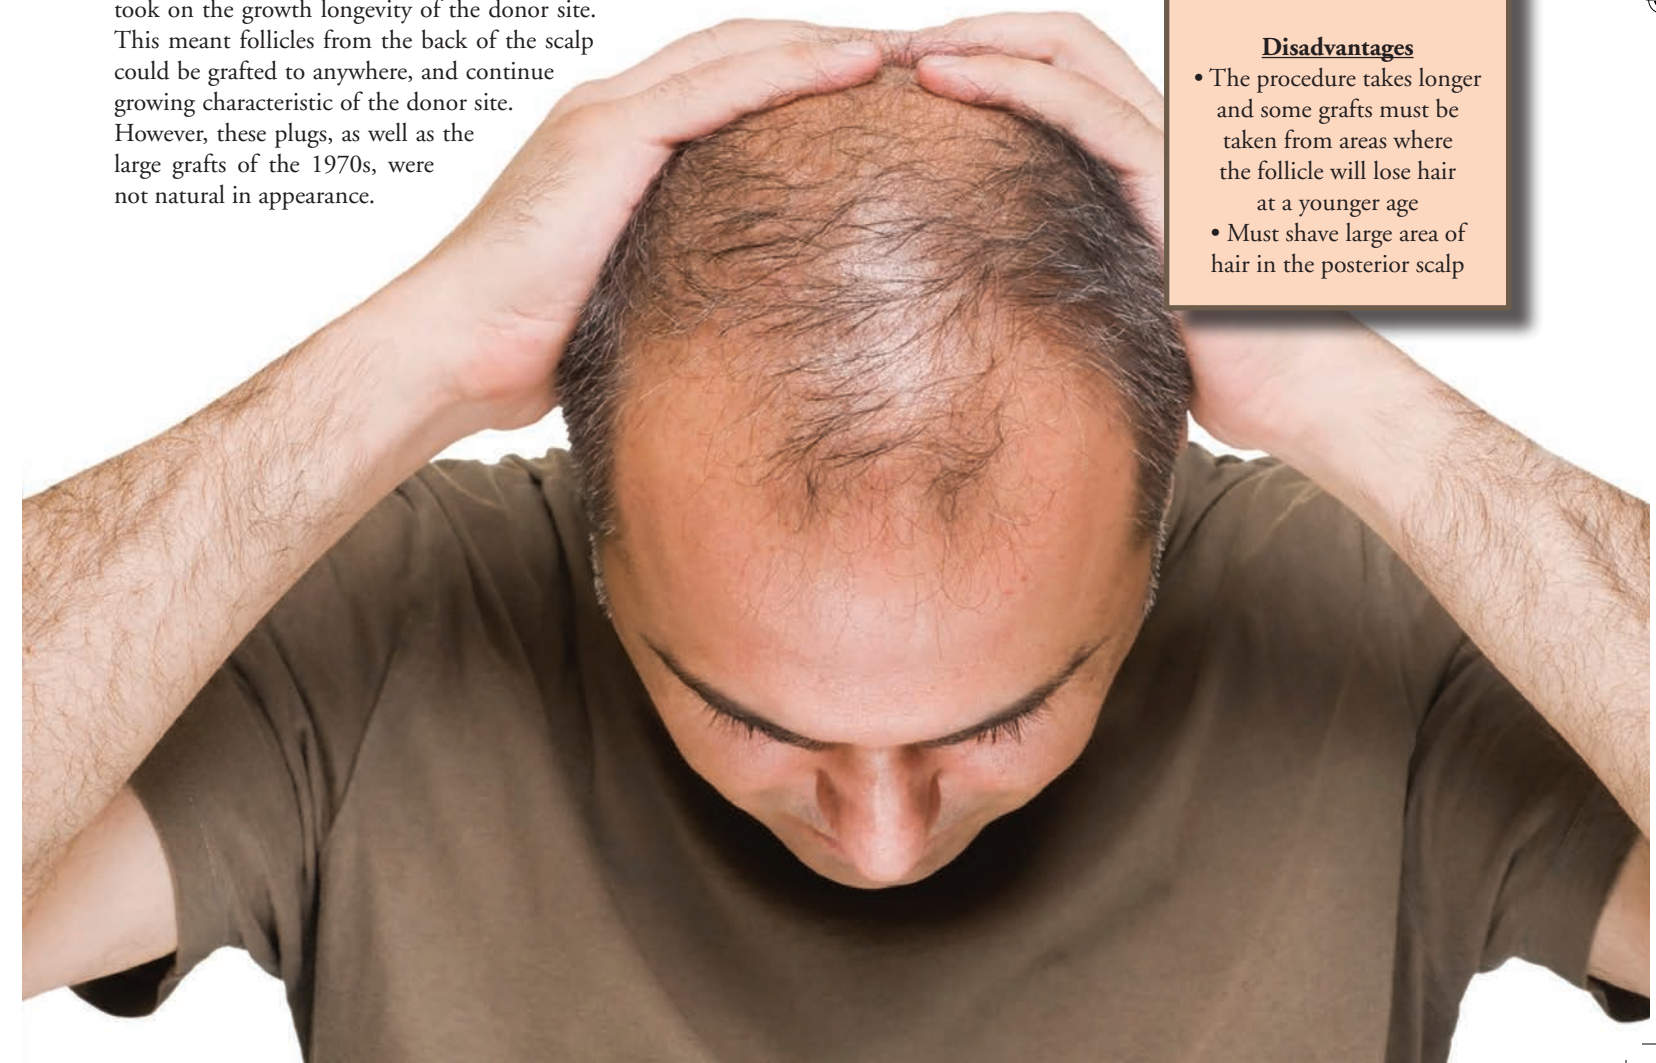 took on the growth longevity of the donor site.
This meant follicles from the back of the scalp
could be grafted to anywhere, and continue
growing characteristic of the donor site.
However, these plugs, as well as the
large grafts of the 1970s, were
not natural in appearance.
Disadvantages
• The procedure takes longer
and some grafts must be
taken from areas where
the follicle will lose hair
at a younger age
• Must shave large area of
hair in the posterior scalp